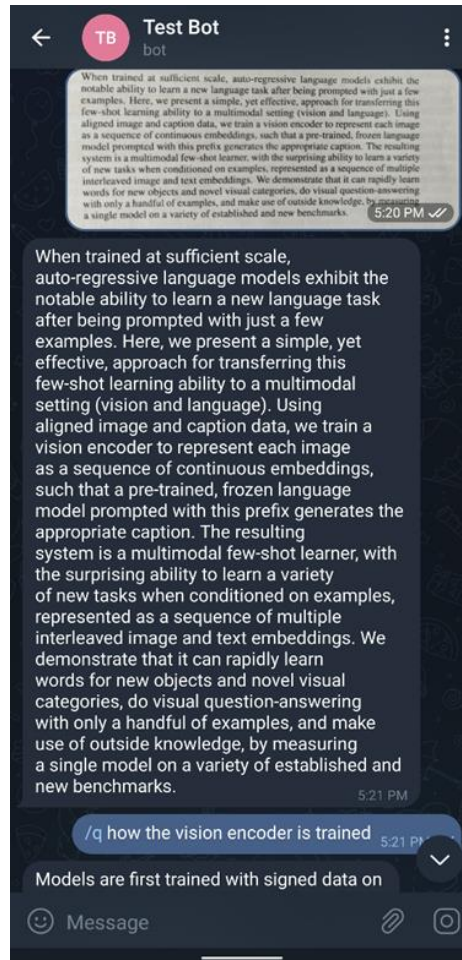 TB
Test Bot
bot
When trained at sufficient scale, auto-regressive language models exhibit the
notable ability to learn a new language task after being prompted with just a few
examples. Here, we present a simple, yet effective, approach for transferring this
few-shot learning ability to a multimodal setting (vision and language). Using
aligned image and caption data, we train a vision encoder to represent each image
as a sequence of continuous embeddings, such that a pre-trained, frozen language
model prompted with this prefix generates the appropriate caption. The resulting
system is a multimodal few-shot learner, with the surprising ability to learn a variety
of new tasks when conditioned on examples, represented as a sequence of multiple
interleaved image and text embeddings. We demonstrate that it can rapidly learn
words for new objects and novel visual categories, do visual question-answering
with only a handful of examples, and make use of outside knowledge, by measuring
a single model on a variety of established and new benchmarks.
5:20 PM
When trained at sufficient scale,
auto-regressive language models exhibit the
notable ability to learn a new language task
after being prompted with just a few
examples. Here, we present a simple, yet
effective, approach for transferring this
few-shot learning ability to a multimodal
setting (vision and language). Using
aligned image and caption data, we train a
vision encoder to represent each image
as a sequence of continuous embeddings,
such that a pre-trained, frozen language
model prompted with this prefix generates the
appropriate caption. The resulting
system is a multimodal few-shot learner, with
the surprising ability to learn a variety
of new tasks when conditioned on examples,
represented as a sequence of multiple
interleaved image and text embeddings. We
demonstrate that it can rapidly learn
words for new objects and novel visual
categories, do visual question-answering
with only a handful of examples, and make
use of outside knowledge, by measuring
a single model on a variety of established and
new benchmarks.
5:21 PM
/q how the vision encoder is trained
5:21 PM
Models are first trained with signed data on
Message